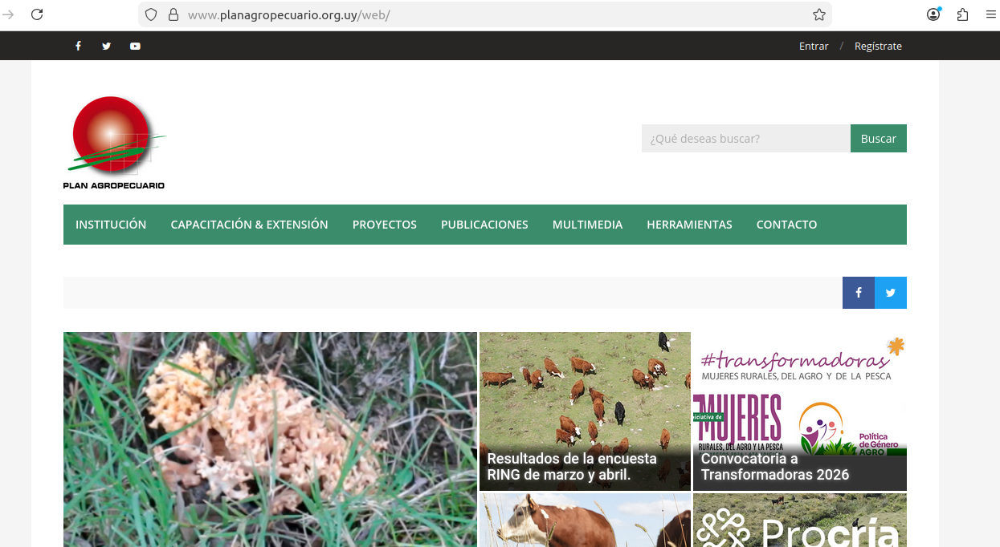 www.planagropecuario.org.uy/web/
Entrar / Regístrate
PLAN AGROPECUARIO
¿Qué deseas buscar?
Buscar
INSTITUCIÓN CAPACITACIÓN & EXTENSIÓN PROYECTOS PUBLICACIONES MULTIMEDIA HERRAMIENTAS CONTACTO
Resultados de la encuesta
RING de marzo y abril.
#transformadoras
MUJERES RURALES, DEL AGRO Y DE LA PESCA
niciativa de
MUJERES
RURALES, DEL AGRO Y LA PESCA
Política
de Género
AGRO
Convocatoria a
Transformadoras 2026
Procría